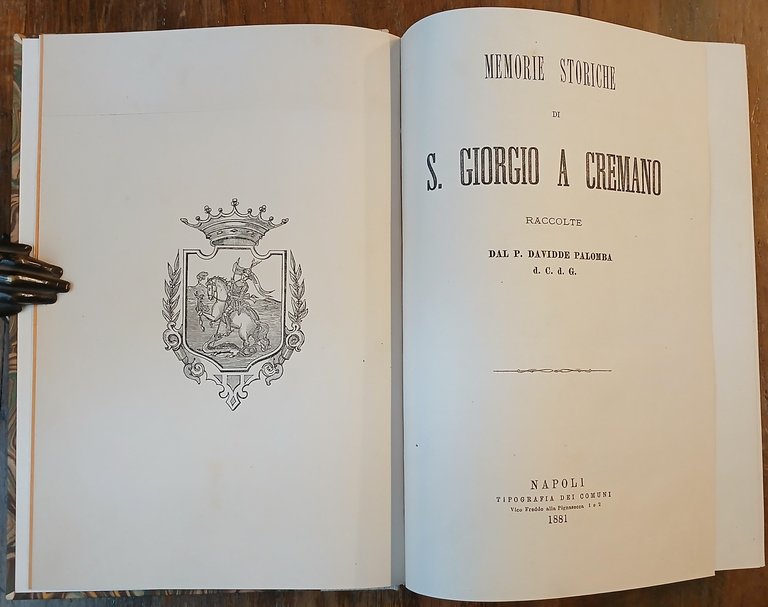 MEMORIE STORICHE
DI
S. GIORGIO A CREMANO
RACCOLTE
DAL P. DAVIDDE PALOMBA
d. C. d. G.
NAPOLI
TIPOGRAFIA DEI COMUNI
Vico Freddo alla Pignasecca 1 e 2
1881